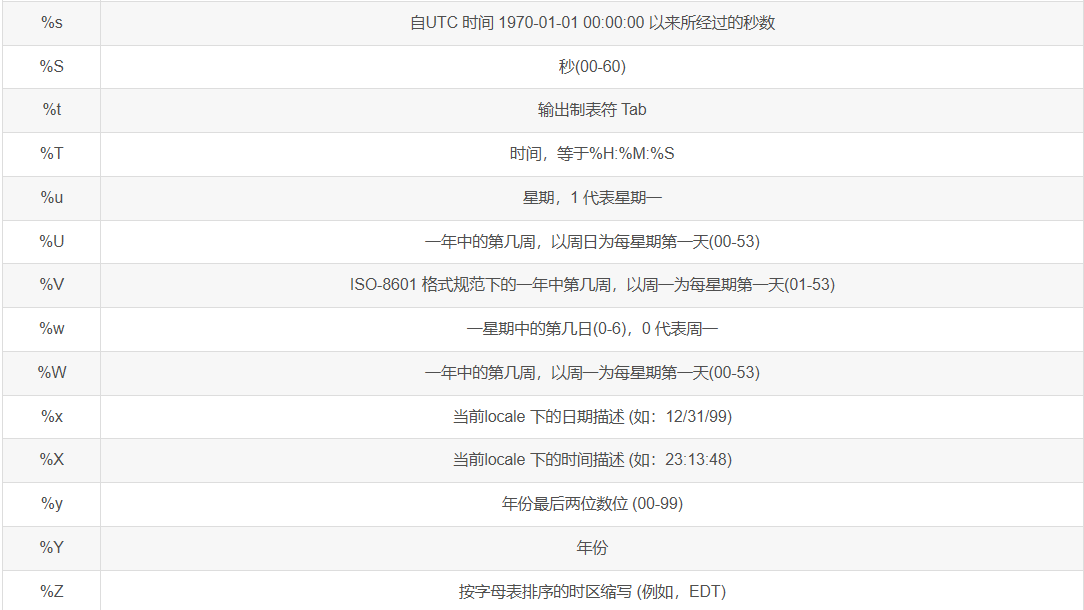 %s 自UTC 时间 1970-01-01 00:00:00 以来所经过的秒数
%S 秒(00-60)
%t 输出制表符 Tab
%T 时间，等于%H:%M:%S
%u 星期，1 代表星期一
%U 一年中的第几周，以周日为每星期第一天(00-53)
%V ISO-8601 格式规范下的一年中第几周，以周一为每星期第一天(01-53)
%w 一星期中的第几日(0-6)，0 代表周一
%W 一年中的第几周，以周一为每星期第一天(00-53)
%x 当前locale 下的日期描述 (如：12/31/99)
%X 当前locale 下的时间描述 (如：23:13:48)
%y 年份最后两位数位 (00-99)
%Y 年份
%Z 按字母表排序的时区缩写 (例如，EDT)